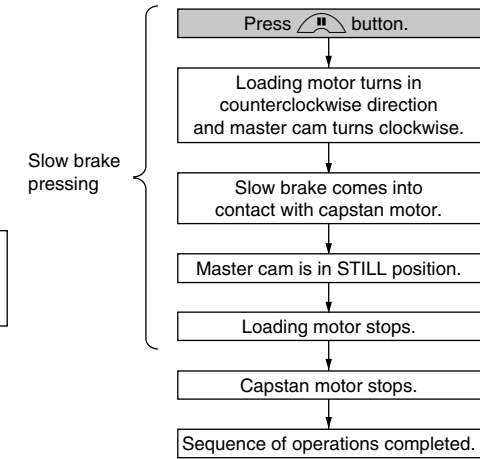 Press button.
Loading motor turns in
counterclockwise direction
and master cam turns clockwise.
Slow brake
pressing
Slow brake comes into
contact with capstan motor.
Master cam is in STILL position.
Loading motor stops.
Capstan motor stops.
Sequence of operations completed.